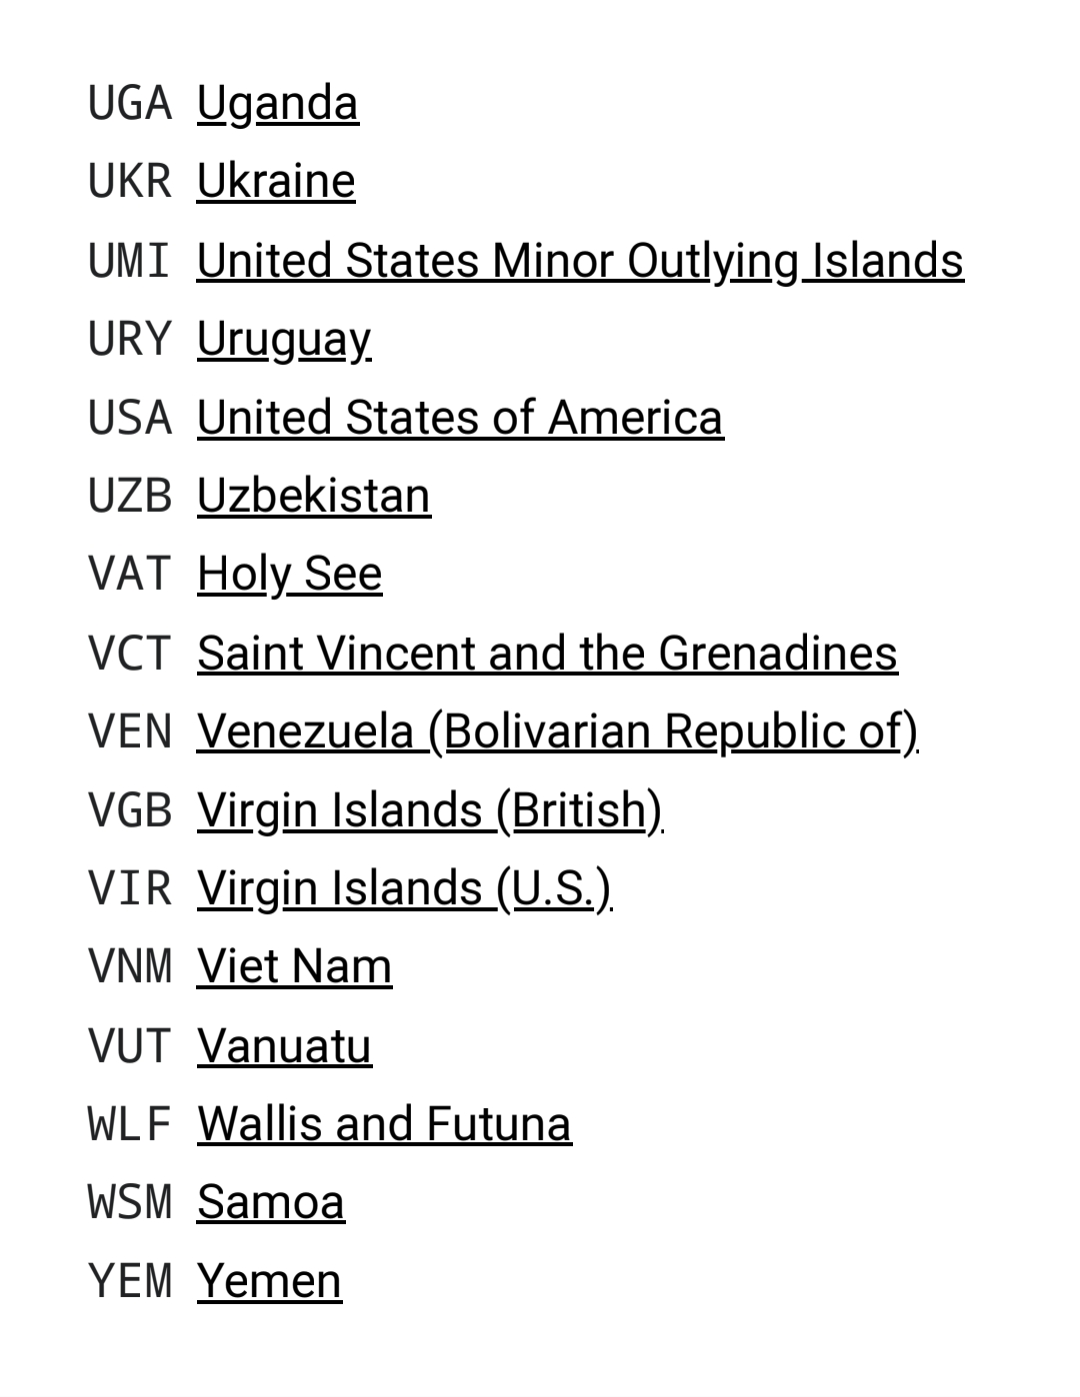 UGA Uganda
UKR Ukraine
UMI United States Minor Outlying Islands
URY Uruguay
USA United States of America
UZB Uzbekistan
VAT Holy See
VCT Saint Vincent and the Grenadines
VEN Venezuela (Bolivarian Republic of)
VGB Virgin Islands (British)
VIR Virgin Islands (U.S.)
VNM Viet Nam
VUT Vanuatu
WLF Wallis and Futuna
WSM Samoa
YEM Yemen